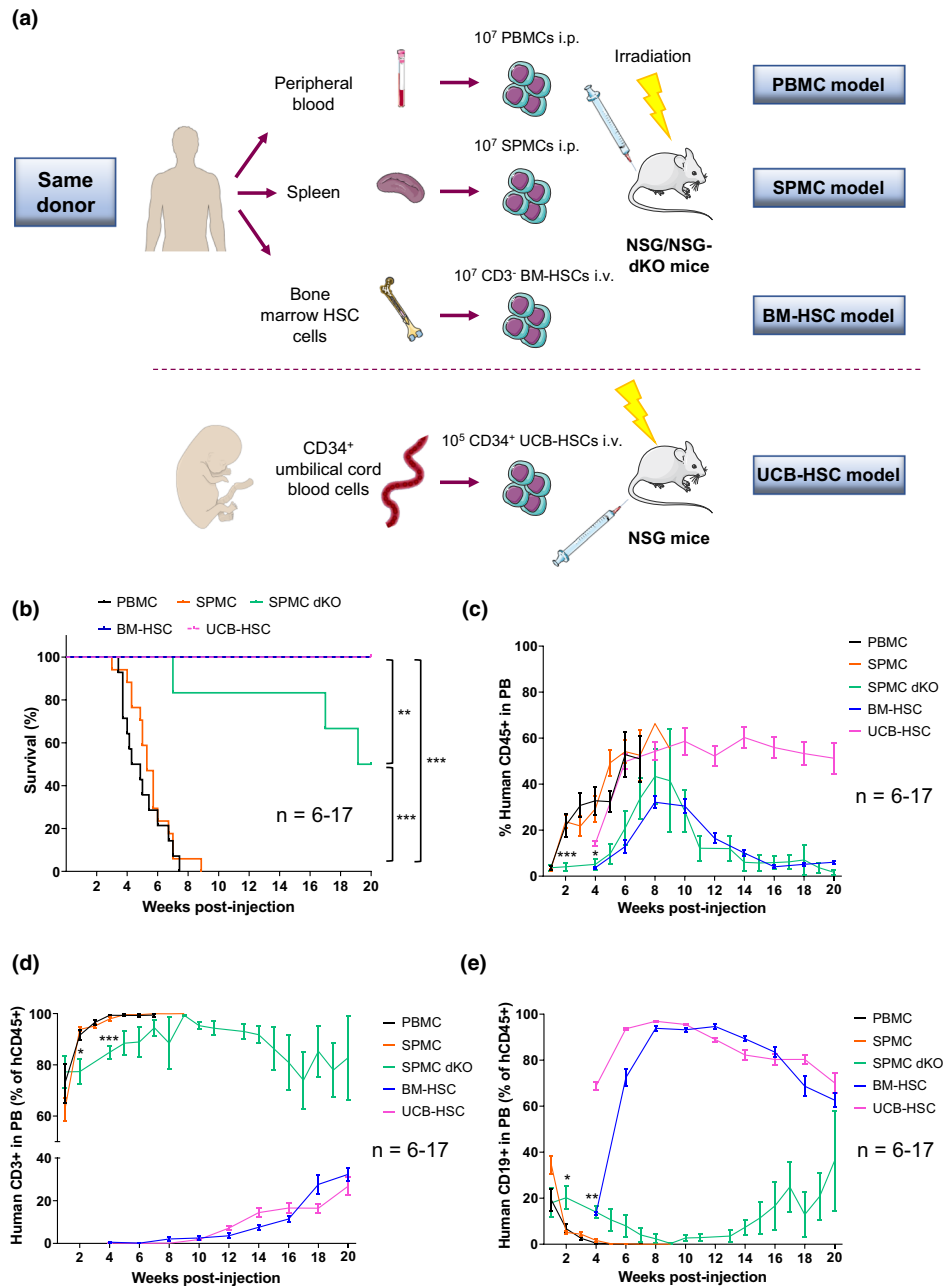 (a)
10⁷ PBMCs i.p.
Irradiation
Peripheral
blood
PBMC model
Same
donor
10⁷ SPMCs i.p.
Spleen
SPMC model
NSG/NSG-
dKO mice
Bone
marrow HSC
cells
10⁷ CD3⁻ BM-HSCs i.v.
BM-HSC model
CD34⁺
umbilical cord
blood cells
10⁵ CD34⁺ UCB-HSCs i.v.
UCB-HSC model
NSG mice
(b)
PBMC SPMC SPMC dKO
BM-HSC UCB-HSC
Survival (%)
100
80
60
40
20
0
**
***
***
n = 6-17
2 4 6 8 10 12 14 16 18 20
Weeks post-injection
(c)
% Human CD45+ in PB
100
80
60
40
20
0
PBMC
SPMC
SPMC dKO
BM-HSC
UCB-HSC
n = 6-17
*** *
2 4 6 8 10 12 14 16 18 20
Weeks post-injection
(d)
Human CD3+ in PB (% of hCD45+)
100
80
60
40
20
0
* ***
PBMC
SPMC
SPMC dKO
BM-HSC
UCB-HSC
n = 6-17
2 4 6 8 10 12 14 16 18 20
Weeks post-injection
(e)
Human CD19+ in PB (% of hCD45+)
100
80
60
40
20
0
* **
PBMC
SPMC
SPMC dKO
BM-HSC
UCB-HSC
n = 6-17
2 4 6 8 10 12 14 16 18 20
Weeks post-injection